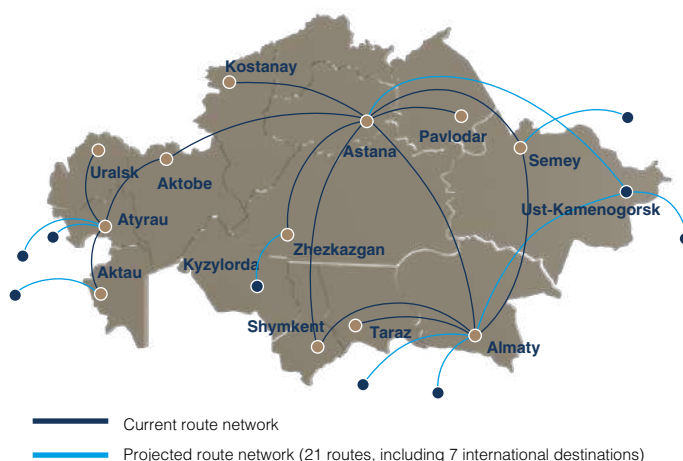 Kostanay
Astana
Pavlodar
Semey
Uralsk
Aktobe
Ust-Kamenogorsk
Atyrau
Zhezkazgan
Kyzylorda
Aktau
Shymkent
Taraz
Almaty
Current route network
Projected route network (21 routes, including 7 international destinations)